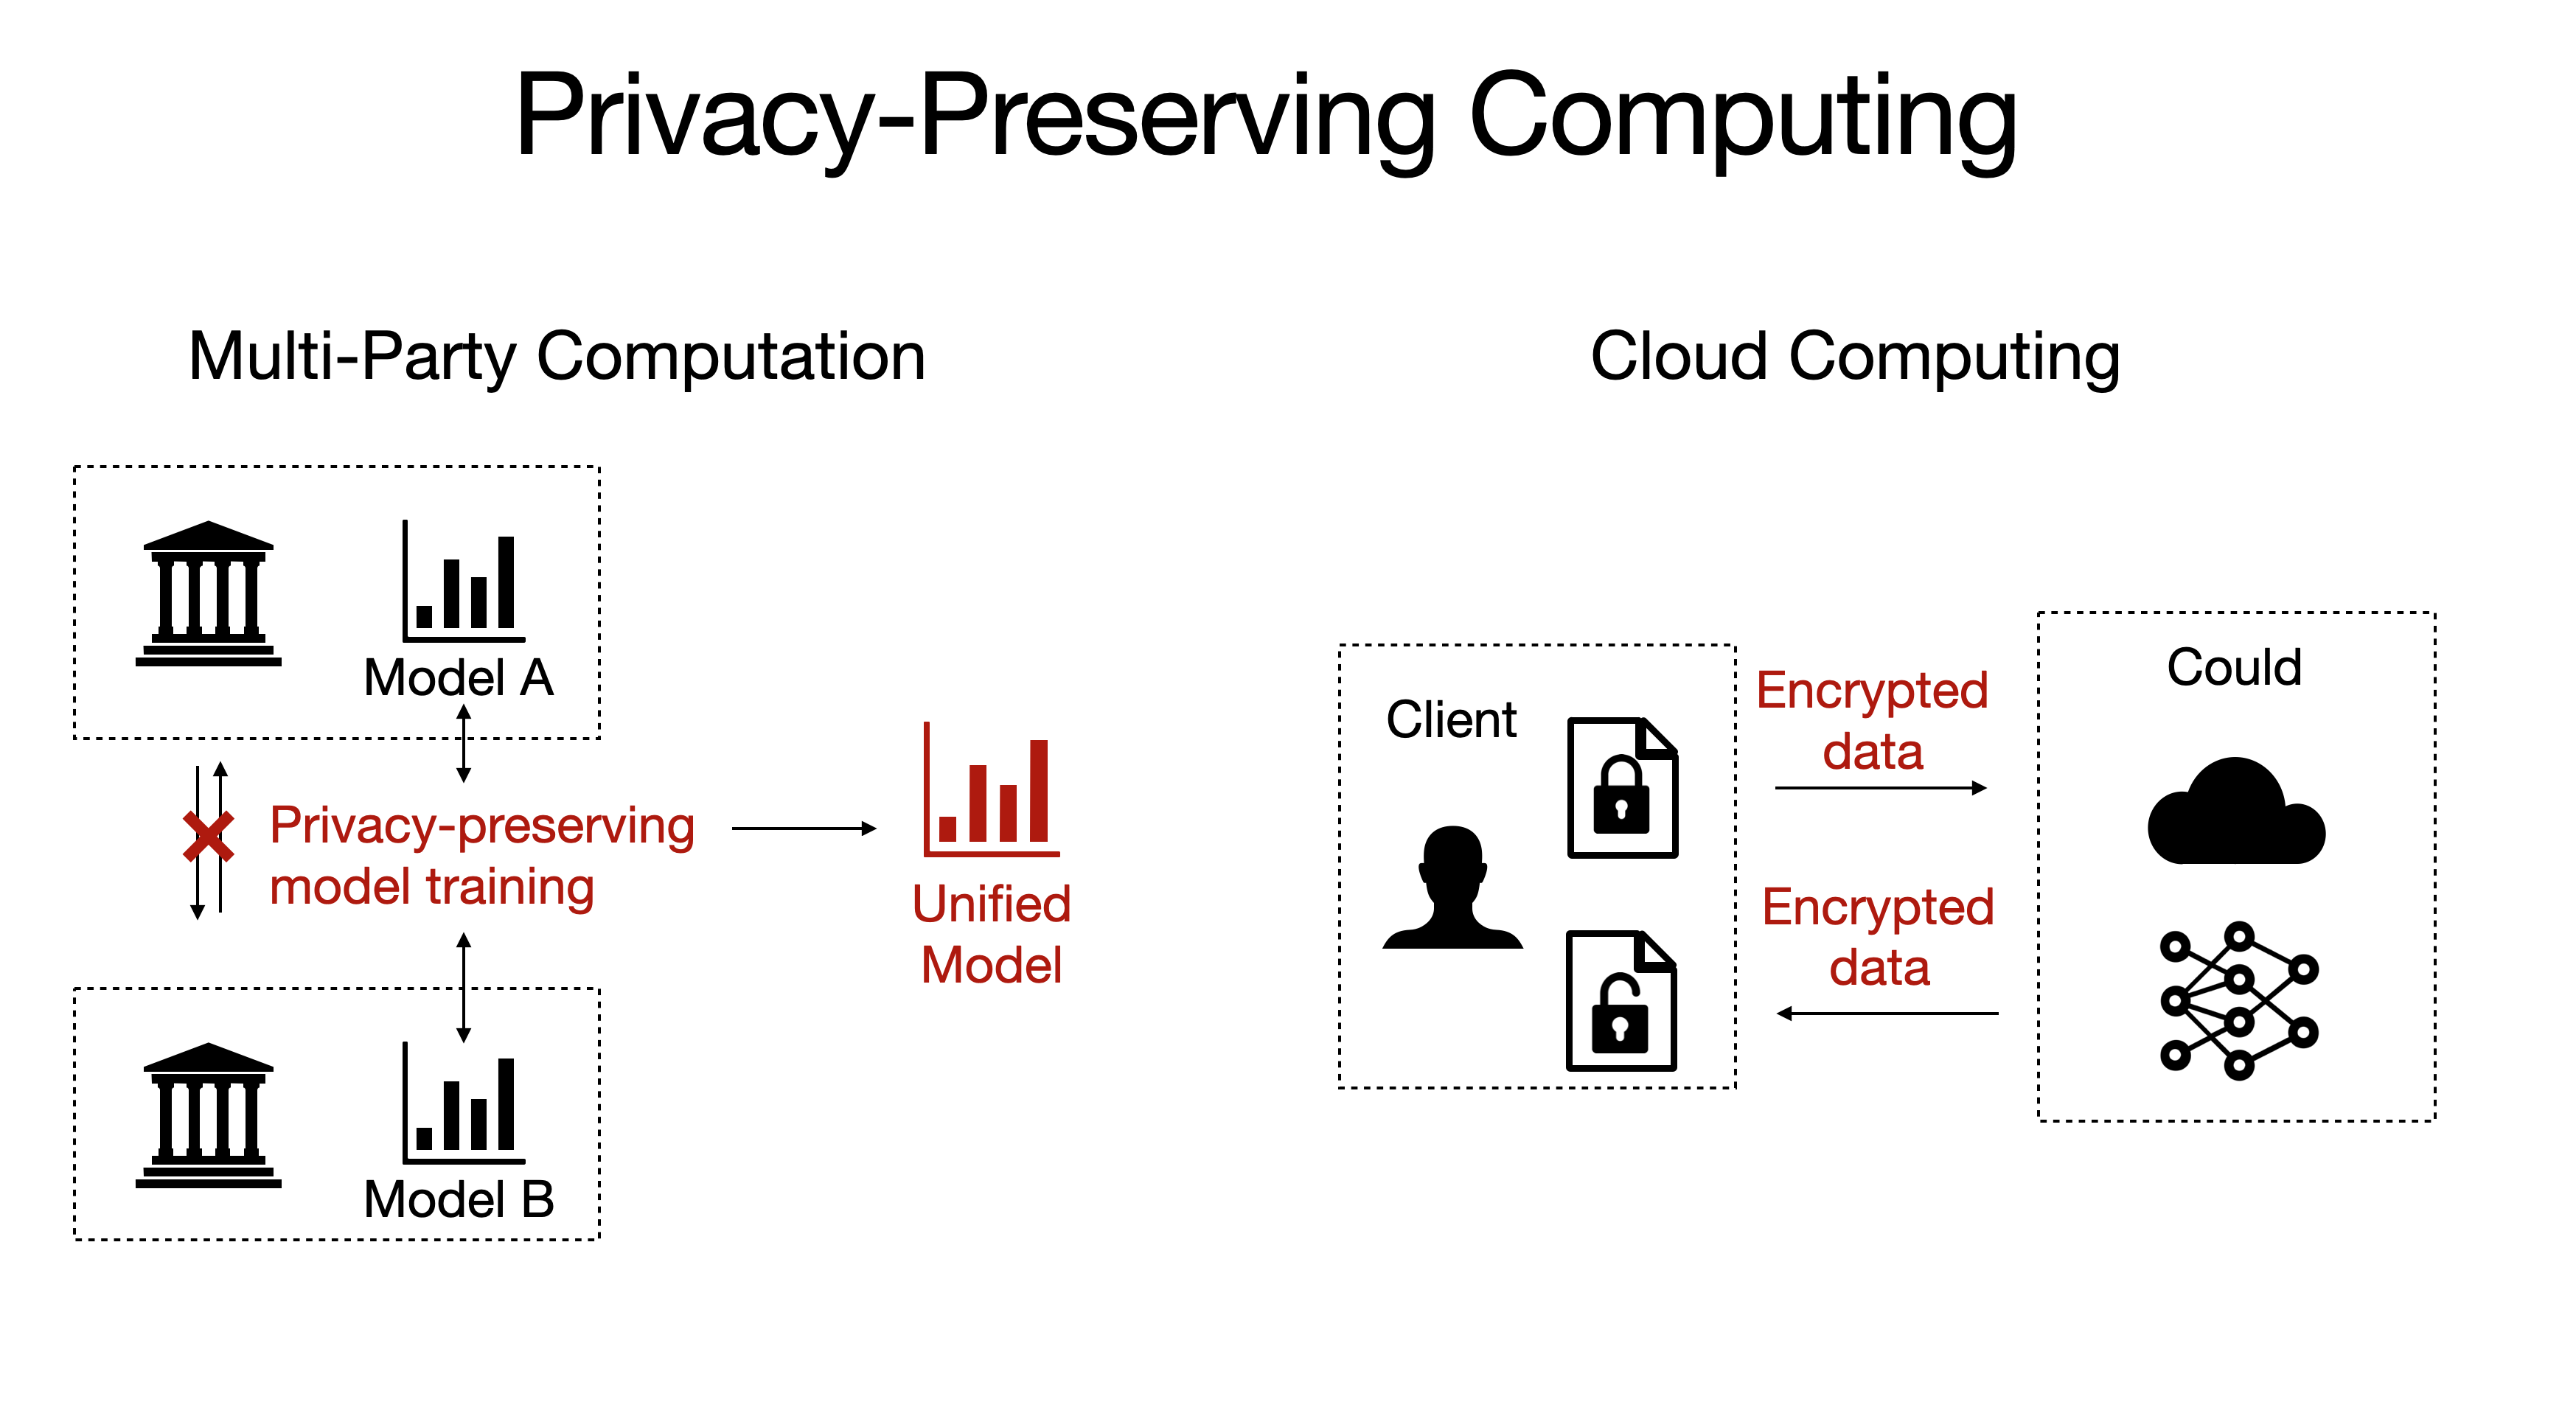 Privacy-Preserving Computing
Multi-Party Computation
Model A
Privacy-preserving
model training
Model B
Unified
Model
Cloud Computing
Client
Encrypted
data
Encrypted
data
Could